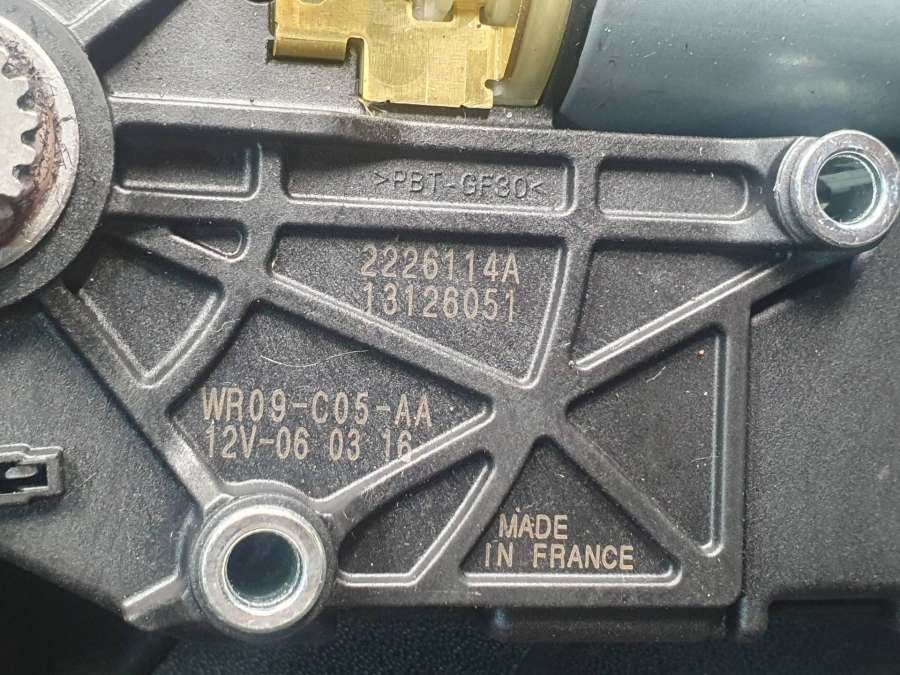 >PBT-GF30<
2226114A
13126051
WR09-C05-AA
12V-06 03 16
MADE
IN FRANCE